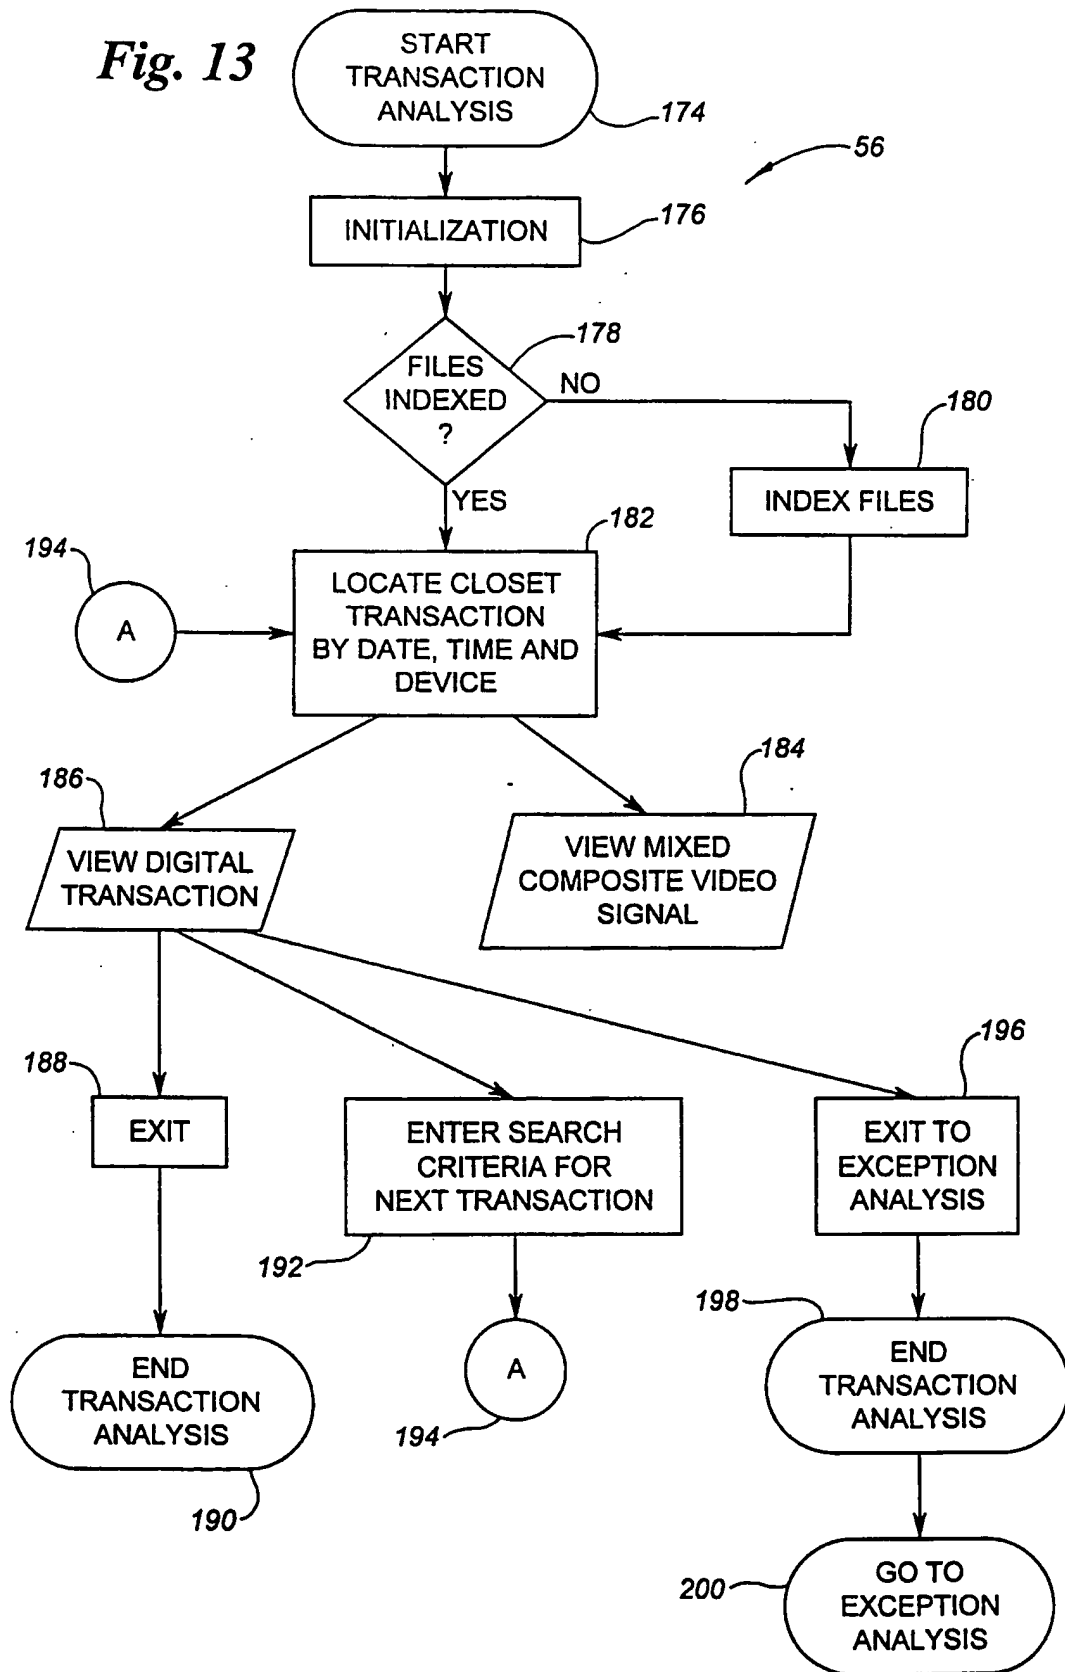 Fig. 13
START
TRANSACTION
ANALYSIS
174
56
INITIALIZATION
176
FILES
INDEXED
?
178
NO
180
INDEX FILES
YES
182
194
A
LOCATE CLOSET
TRANSACTION
BY DATE, TIME AND
DEVICE
186
184
VIEW DIGITAL
TRANSACTION
VIEW MIXED
COMPOSITE VIDEO
SIGNAL
188
196
EXIT
ENTER SEARCH
CRITERIA FOR
NEXT TRANSACTION
EXIT TO
EXCEPTION
ANALYSIS
192
198
END
TRANSACTION
ANALYSIS
A
END
TRANSACTION
ANALYSIS
194
190
200
GO TO
EXCEPTION
ANALYSIS